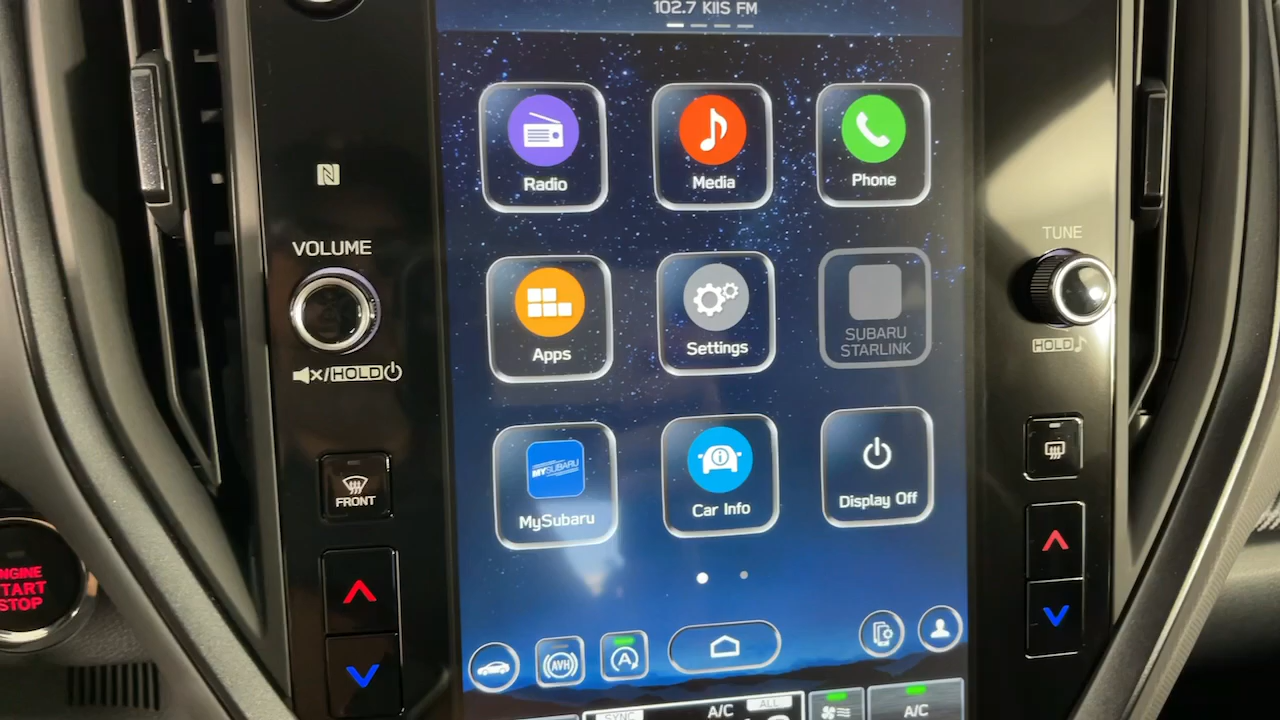 102.7 KIIS FM
Radio
Media
Phone
VOLUME
TUNE
HOLD
Apps
Settings
SUBARU
STARLINK
/HOLD
MYSUBARU
MySubaru
Car Info
Display Off
FRONT
ENGINE
START
STOP
AVH
A
SYNC
A/C
ALL
A/C